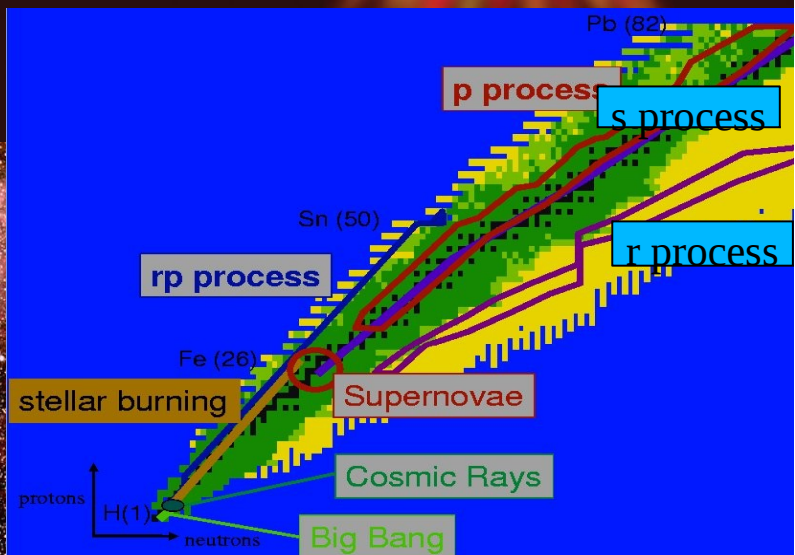 Pb (82)
p process
s process
Sn (50)
r process
rp process
Fe (26)
stellar burning
Supernovae
Cosmic Rays
protons
H(1)
neutrons
Big Bang